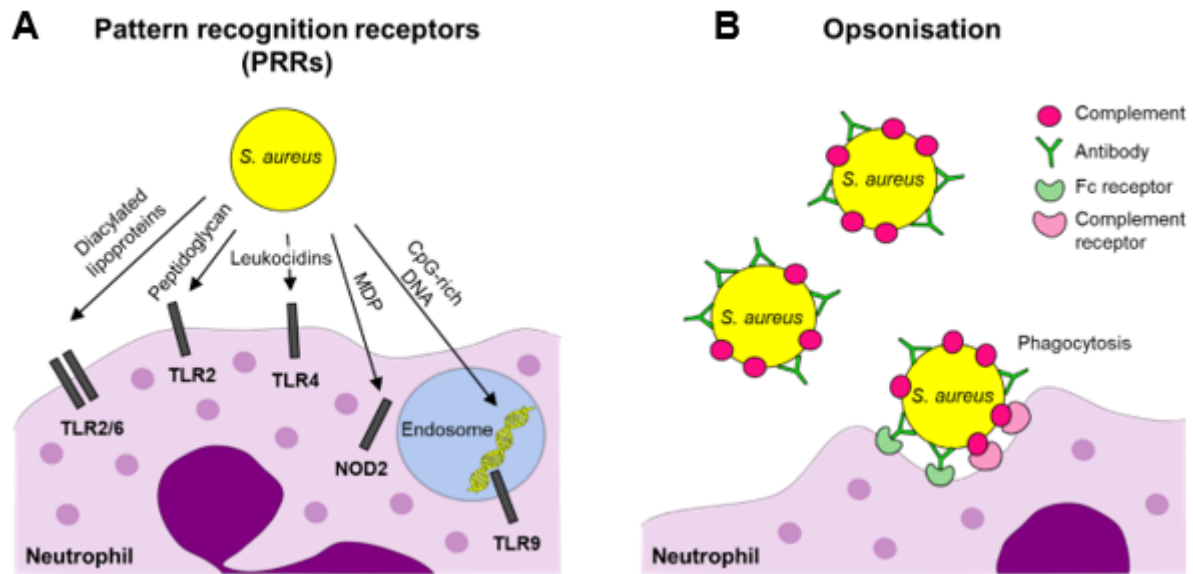 A
Pattern recognition receptors
(PRRs)
S. aureus
Diacylated
lipoproteins
Peptidoglycan
Leukocidins
MDP
CpG-rich
DNA
TLR2/6
TLR2
TLR4
NOD2
Endosome
TLR9
Neutrophil
B
Opsonisation
Complement
Antibody
Fc receptor
Complement
receptor
S. aureus
S. aureus
S. aureus
Phagocytosis
Neutrophil